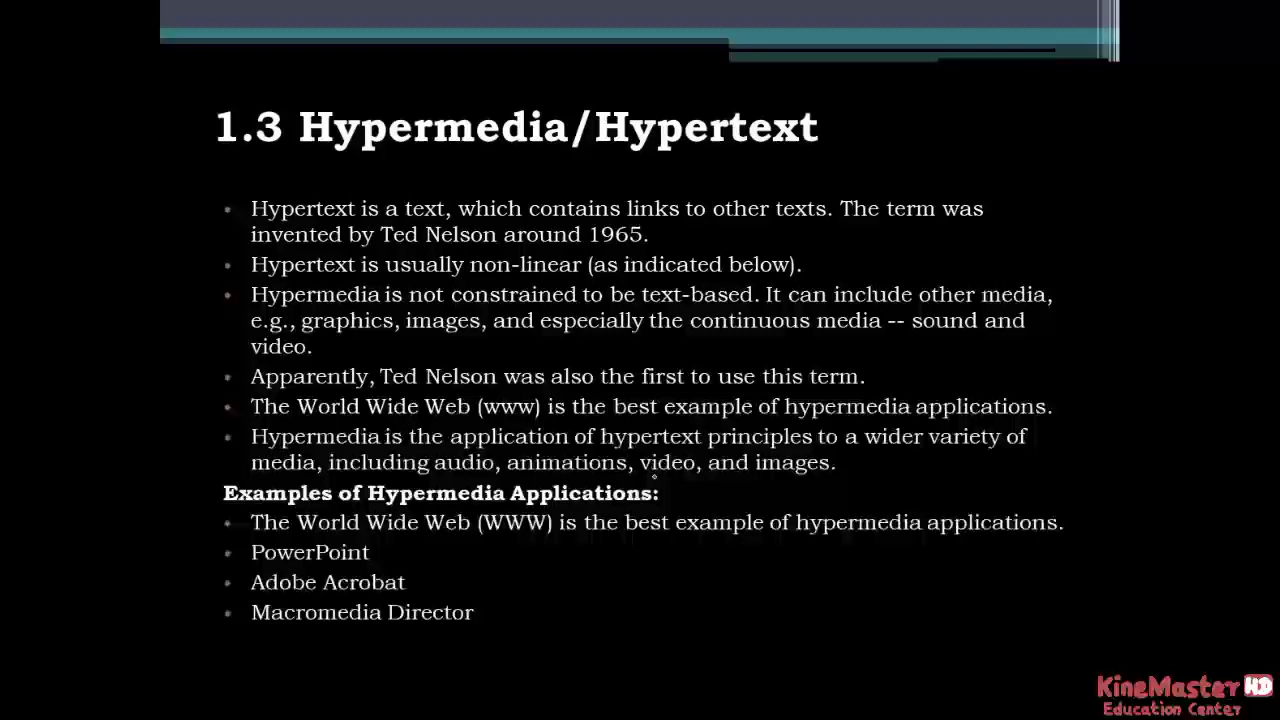 1.3 Hypermedia/Hypertext
• Hypertext is a text, which contains links to other texts. The term was
invented by Ted Nelson around 1965.
• Hypertext is usually non-linear (as indicated below).
• Hypermedia is not constrained to be text-based. It can include other media,
e.g., graphics, images, and especially the continuous media -- sound and
video.
• Apparently, Ted Nelson was also the first to use this term.
• The World Wide Web (www) is the best example of hypermedia applications.
• Hypermedia is the application of hypertext principles to a wider variety of
media, including audio, animations, video, and images.
Examples of Hypermedia Applications:
• The World Wide Web (WWW) is the best example of hypermedia applications.
• PowerPoint
• Adobe Acrobat
• Macromedia Director
KineMaster HD
Education Center